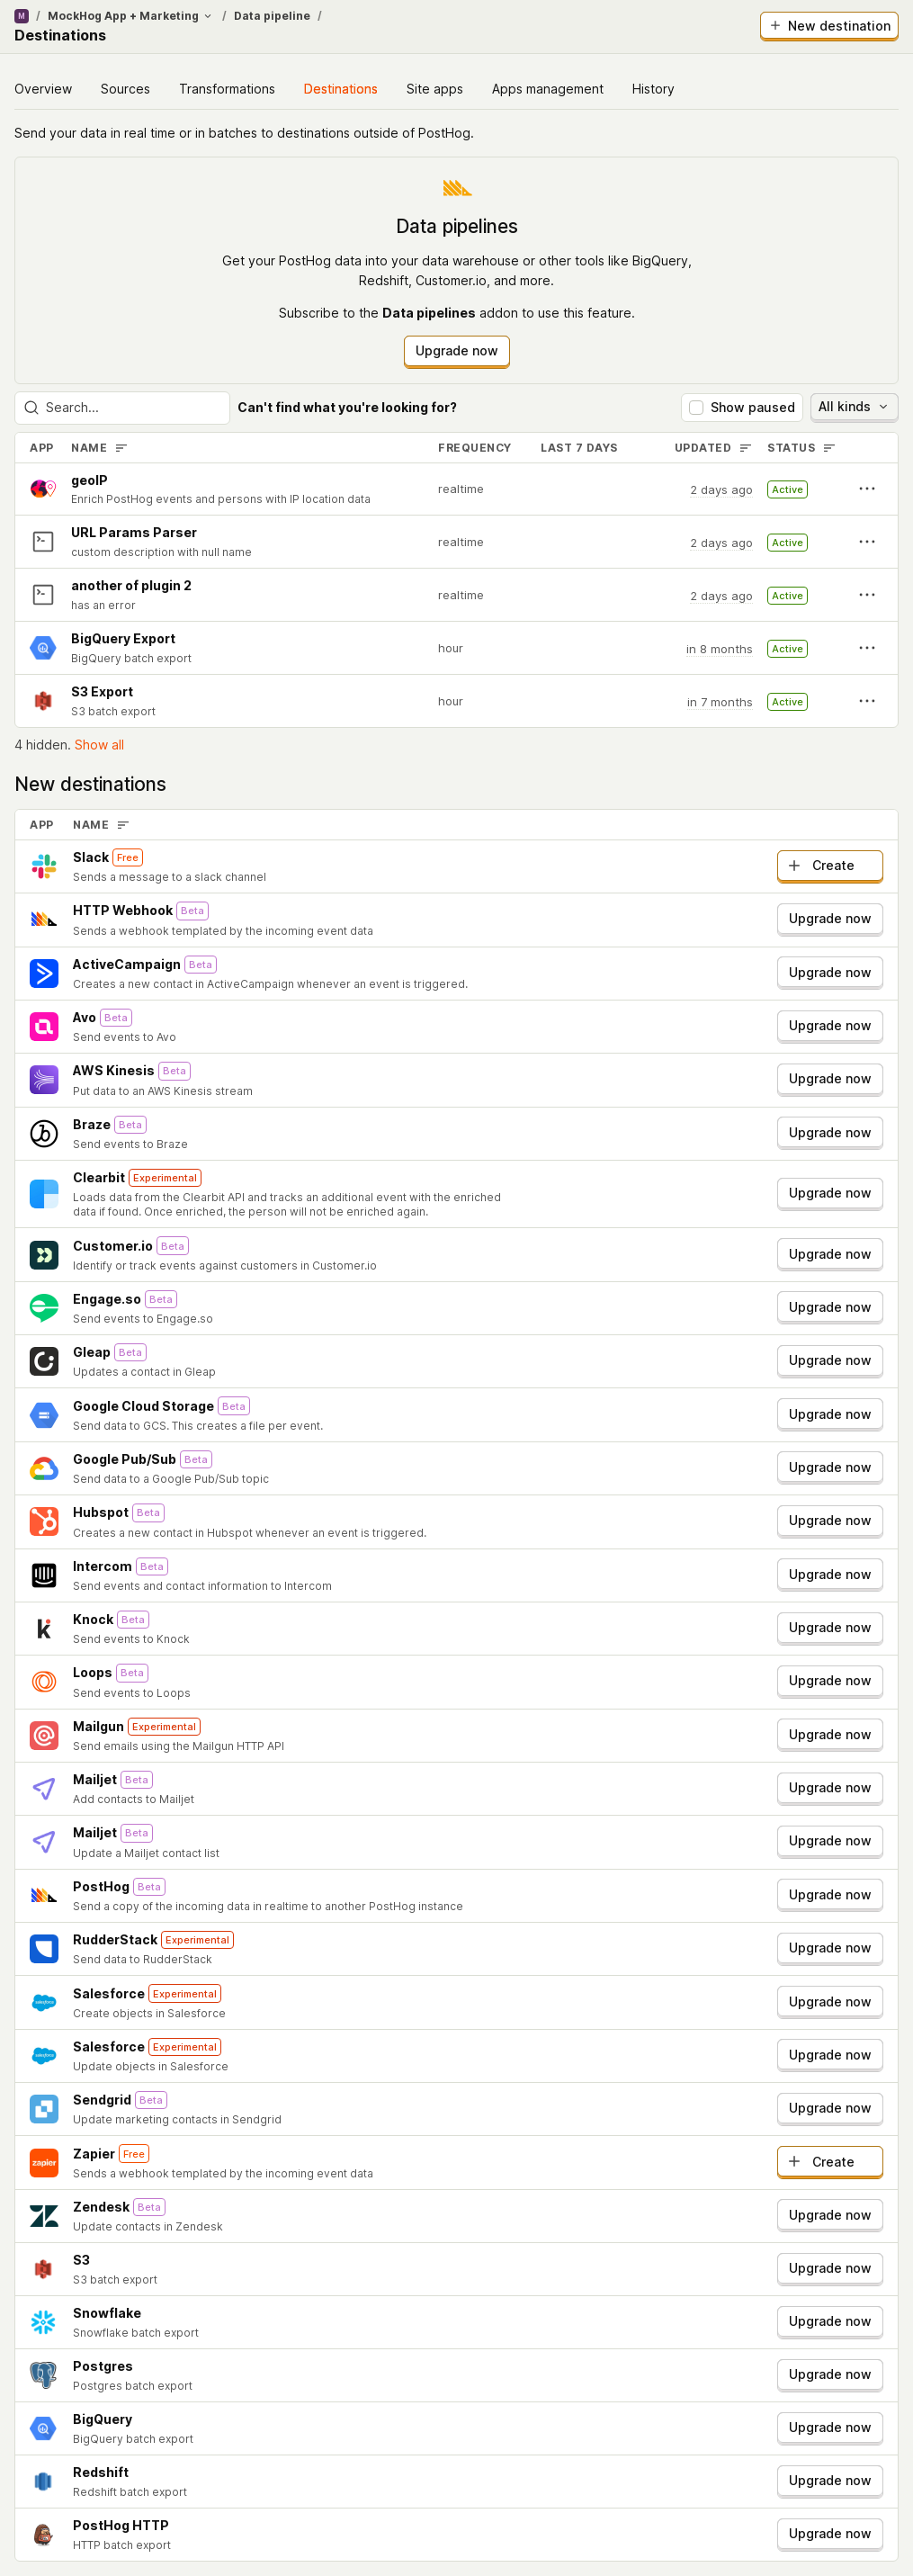 M / MockHog App + Marketing / Data pipeline /
Destinations
+ New destination
Overview Sources Transformations Destinations Site apps Apps management History
Send your data in real time or in batches to destinations outside of PostHog.
Data pipelines
Get your PostHog data into your data warehouse or other tools like BigQuery,
Redshift, Customer.io, and more.
Subscribe to the Data pipelines addon to use this feature.
Upgrade now
Search... Can't find what you're looking for? Show paused All kinds
APP NAME FREQUENCY LAST 7 DAYS UPDATED STATUS
geoIP
Enrich PostHog events and persons with IP location data
realtime 2 days ago Active
URL Params Parser
custom description with null name
realtime 2 days ago Active
another of plugin 2
has an error
realtime 2 days ago Active
BigQuery Export
BigQuery batch export
hour in 8 months Active
S3 Export
S3 batch export
hour in 7 months Active
4 hidden. Show all
New destinations
APP NAME
Slack Free
Sends a message to a slack channel
+ Create
HTTP Webhook Beta
Sends a webhook templated by the incoming event data
Upgrade now
ActiveCampaign Beta
Creates a new contact in ActiveCampaign whenever an event is triggered.
Upgrade now
Avo Beta
Send events to Avo
Upgrade now
AWS Kinesis Beta
Put data to an AWS Kinesis stream
Upgrade now
Braze Beta
Send events to Braze
Upgrade now
Clearbit Experimental
Loads data from the Clearbit API and tracks an additional event with the enriched
data if found. Once enriched, the person will not be enriched again.
Upgrade now
Customer.io Beta
Identify or track events against customers in Customer.io
Upgrade now
Engage.so Beta
Send events to Engage.so
Upgrade now
Gleap Beta
Updates a contact in Gleap
Upgrade now
Google Cloud Storage Beta
Send data to GCS. This creates a file per event.
Upgrade now
Google Pub/Sub Beta
Send data to a Google Pub/Sub topic
Upgrade now
Hubspot Beta
Creates a new contact in Hubspot whenever an event is triggered.
Upgrade now
Intercom Beta
Send events and contact information to Intercom
Upgrade now
Knock Beta
Send events to Knock
Upgrade now
Loops Beta
Send events to Loops
Upgrade now
Mailgun Experimental
Send emails using the Mailgun HTTP API
Upgrade now
Mailjet Beta
Add contacts to Mailjet
Upgrade now
Mailjet Beta
Update a Mailjet contact list
Upgrade now
PostHog Beta
Send a copy of the incoming data in realtime to another PostHog instance
Upgrade now
RudderStack Experimental
Send data to RudderStack
Upgrade now
Salesforce Experimental
Create objects in Salesforce
Upgrade now
Salesforce Experimental
Update objects in Salesforce
Upgrade now
Sendgrid Beta
Update marketing contacts in Sendgrid
Upgrade now
zapier
Zapier Free
Sends a webhook templated by the incoming event data
+ Create
Zendesk Beta
Update contacts in Zendesk
Upgrade now
S3
S3 batch export
Upgrade now
Snowflake
Snowflake batch export
Upgrade now
Postgres
Postgres batch export
Upgrade now
BigQuery
BigQuery batch export
Upgrade now
Redshift
Redshift batch export
Upgrade now
PostHog HTTP
HTTP batch export
Upgrade now